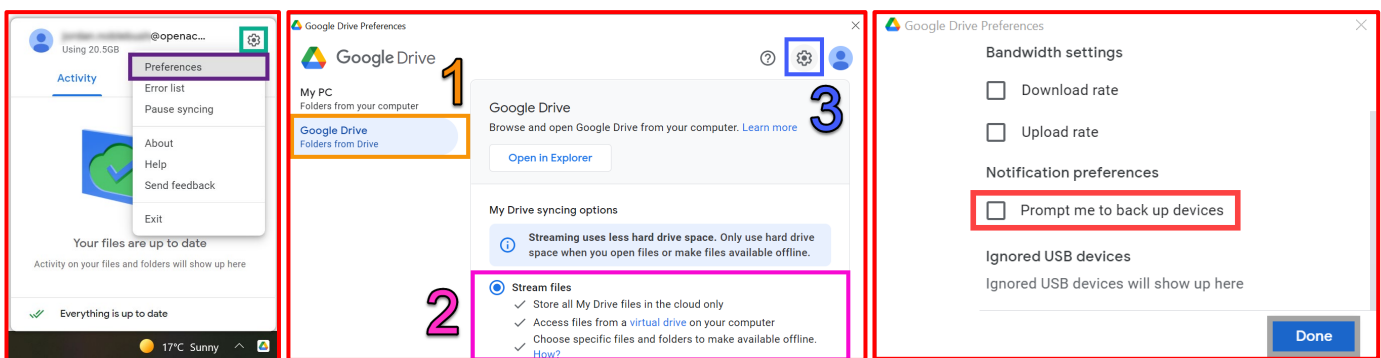 @openac...
Using 20.5GB
Preferences
Activity
Error list
Pause syncing
About
Help
Send feedback
Exit
Your files are up to date
Activity on your files and folders will show up here
Everything is up to date
17°C Sunny
Google Drive Preferences
Google Drive
My PC
Folders from your computer
1
Google Drive
Folders from Drive
3
Google Drive
Browse and open Google Drive from your computer. Learn more
Open in Explorer
My Drive syncing options
Streaming uses less hard drive space. Only use hard drive
space when you open files or make files available offline.
2
Stream files
Store all My Drive files in the cloud only
Access files from a virtual drive on your computer
Choose specific files and folders to make available offline.
How?
Google Drive Preferences
Bandwidth settings
Download rate
Upload rate
Notification preferences
Prompt me to back up devices
Ignored USB devices
Ignored USB devices will show up here
Done